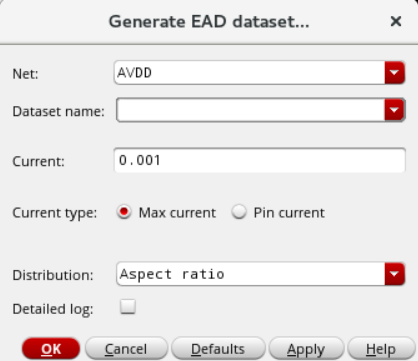 Generate EAD dataset...
Net: AVDD
Dataset name:
Current: 0.001
Current type: Max current Pin current
Distribution: Aspect ratio
Detailed log:
OK Cancel Defaults Apply Help